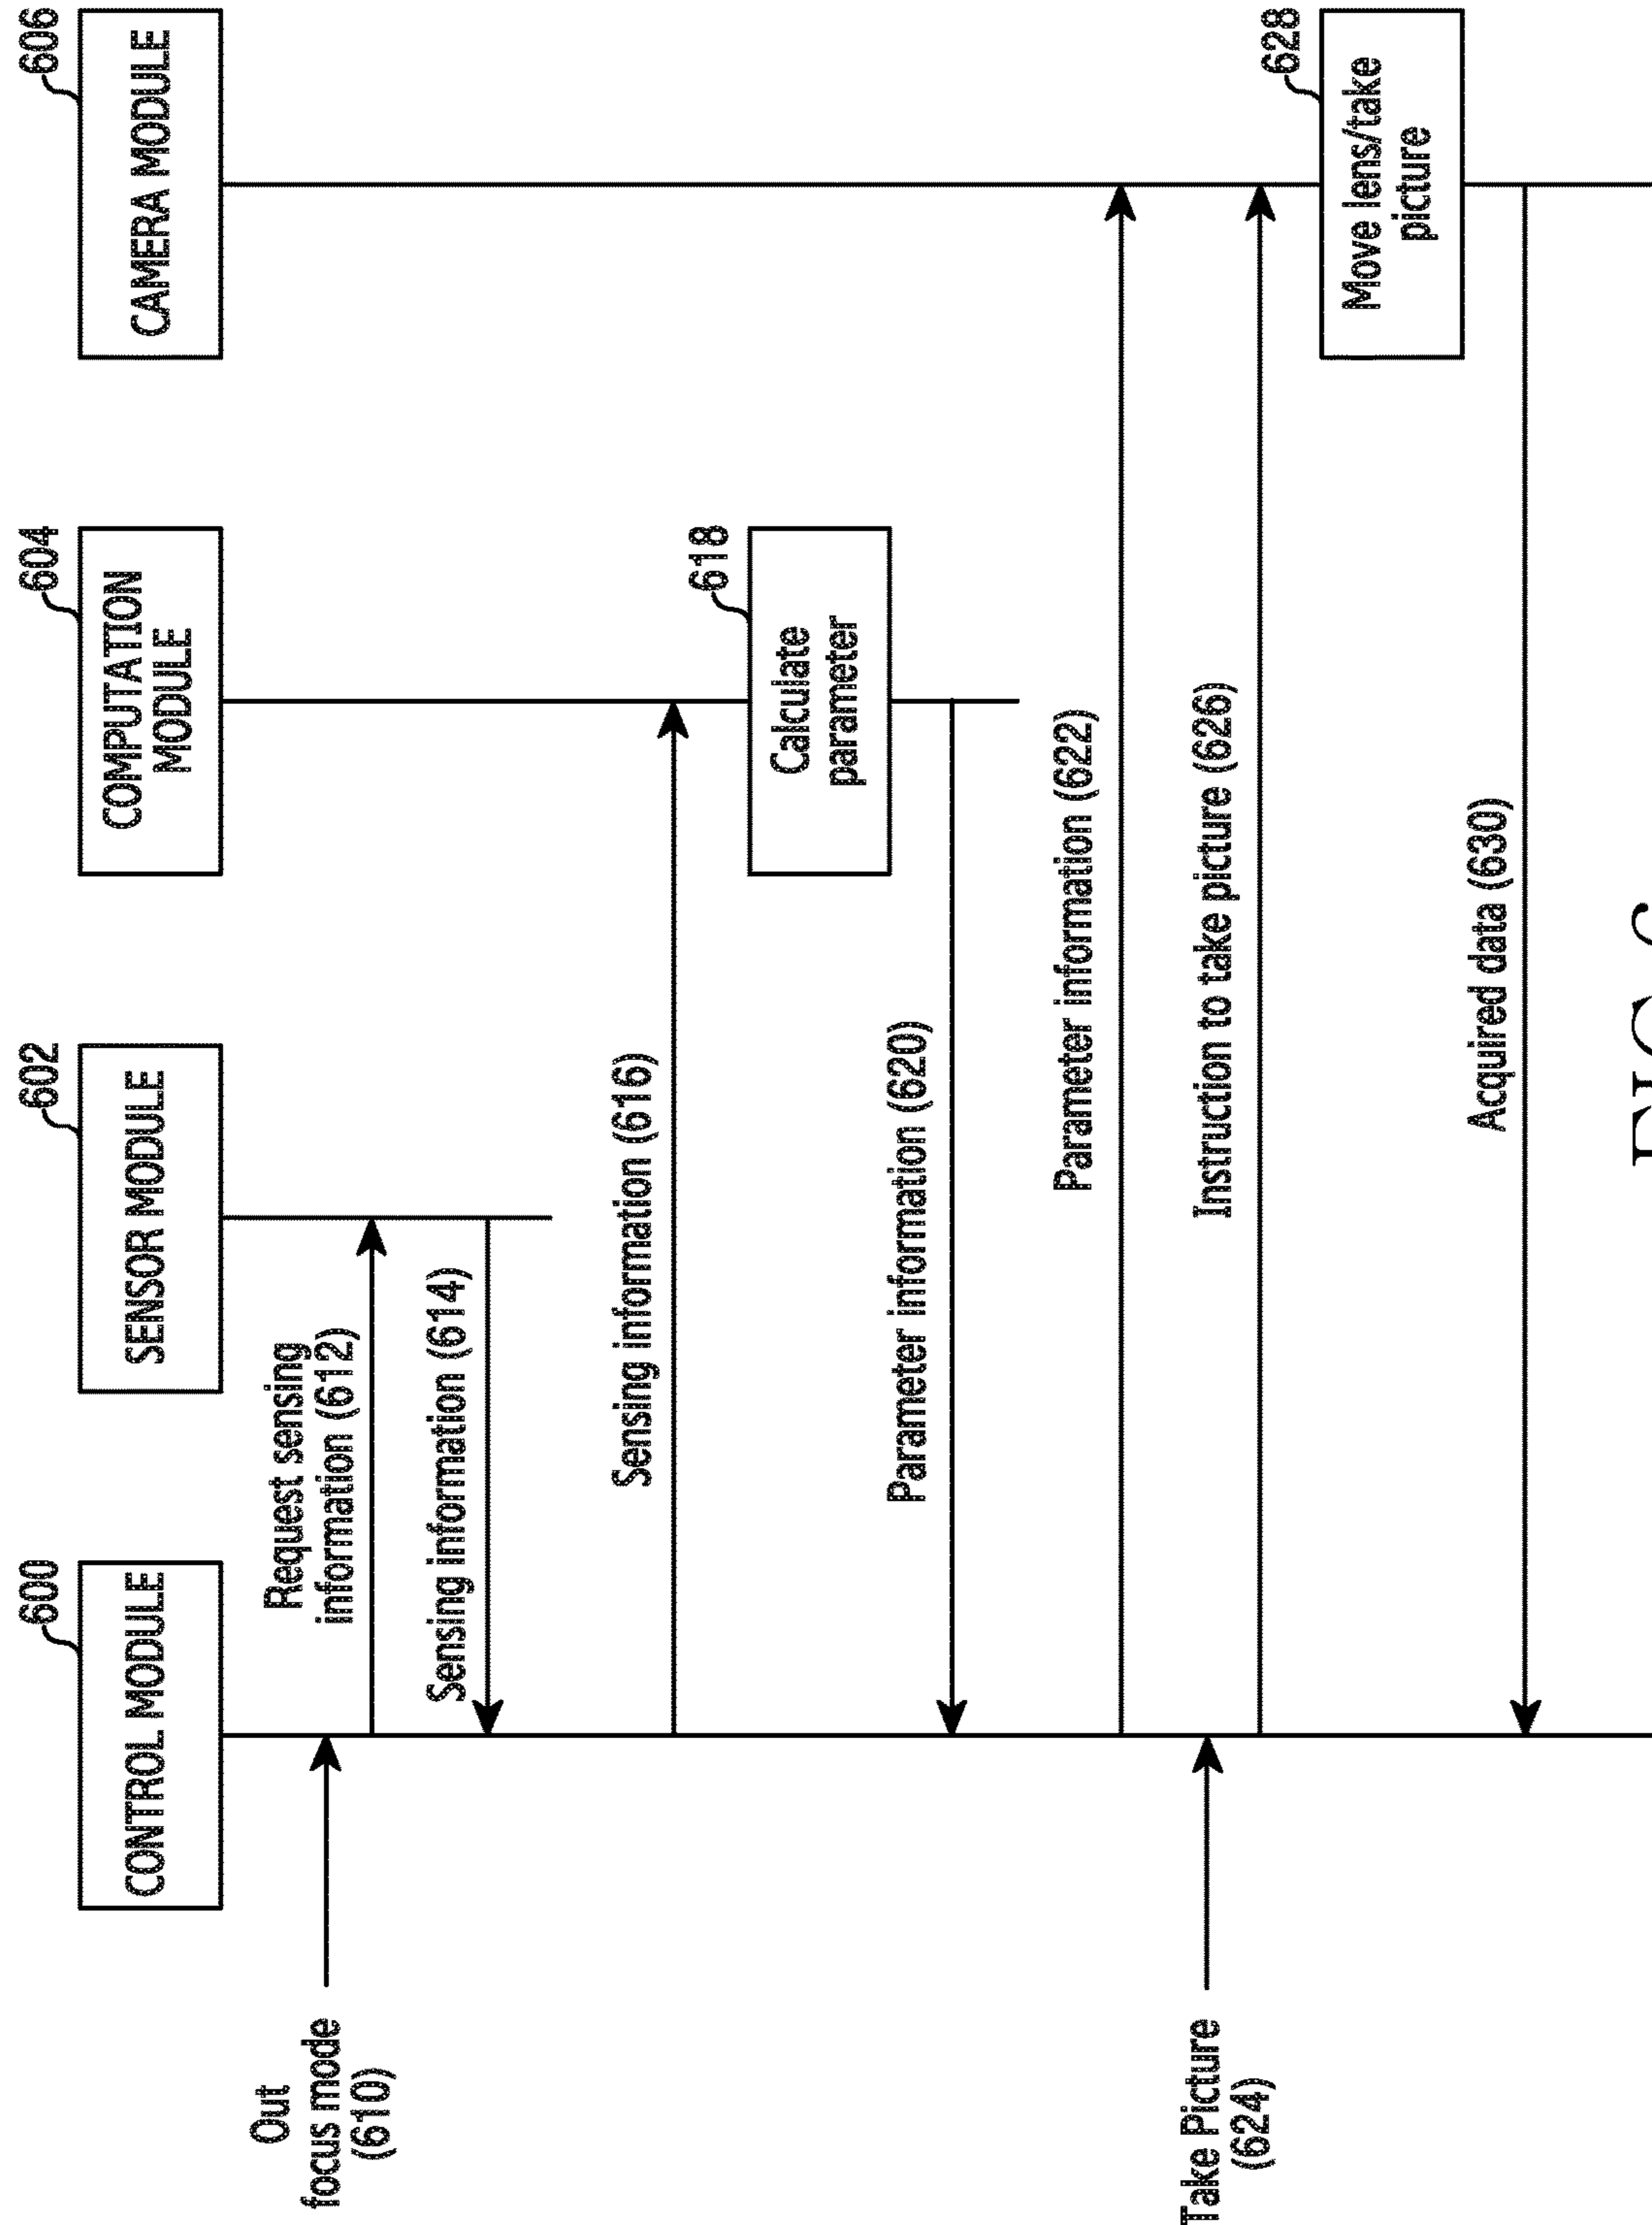 600
CONTROL MODULE
602
SENSOR MODULE
604
COMPUTATION
MODULE
606
CAMERA MODULE
Out
focus mode
(610)
Request sensing
information (612)
Sensing information (614)
Sensing information (616)
618
Calculate
parameter
Parameter information (620)
Parameter information (622)
Take Picture
(624)
Instruction to take picture (626)
628
Move lens/take
picture
Acquired data (630)